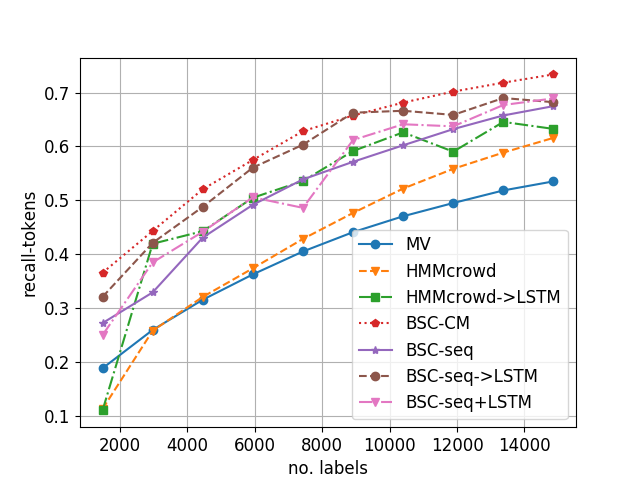 0.7
0.6
0.5
0.4
0.3
0.2
0.1
recall-tokens
MV
HMMcrowd
HMMcrowd->LSTM
BSC-CM
BSC-seq
BSC-seq->LSTM
BSC-seq+LSTM
2000 4000 6000 8000 10000 12000 14000
no. labels